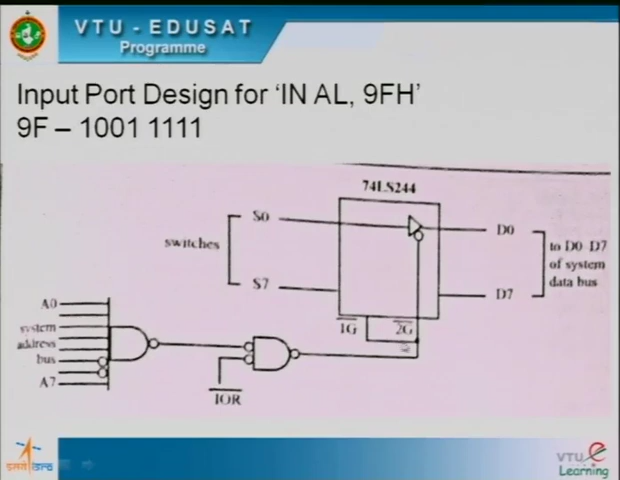 VTU - EDUSAT
Programme
Input Port Design for ‘IN AL, 9FH’
9F – 1001 1111
74LS244
S0
D0
switches
to D0 D7
of system
data bus
S7
D7
A0
1G
2G
system
address
bus
A7
IOR
VTU e
Learning